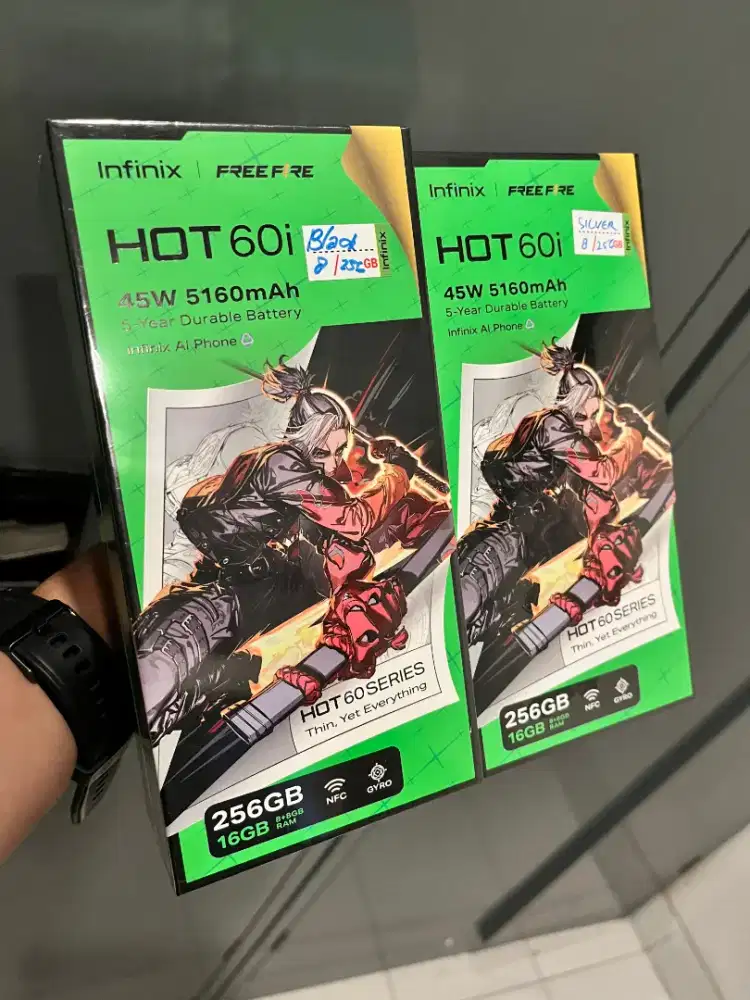 Infinix | FREE FIRE
HOT 60i
Black
8/256GB
Infinix
45W 5160mAh
5-Year Durable Battery
Infinix AI Phone
HOT 60 SERIES
Thin, Yet Everything
256GB
16GB 8+8GB RAM
NFC
GYRO
Infinix | FREE FIRE
HOT 60i
SILVER
8/256GB
Infinix
45W 5160mAh
5-Year Durable Battery
Infinix AI Phone
HOT 60 SERIES
Thin, Yet Everything
256GB
16GB 8+8GB RAM
NFC
GYRO